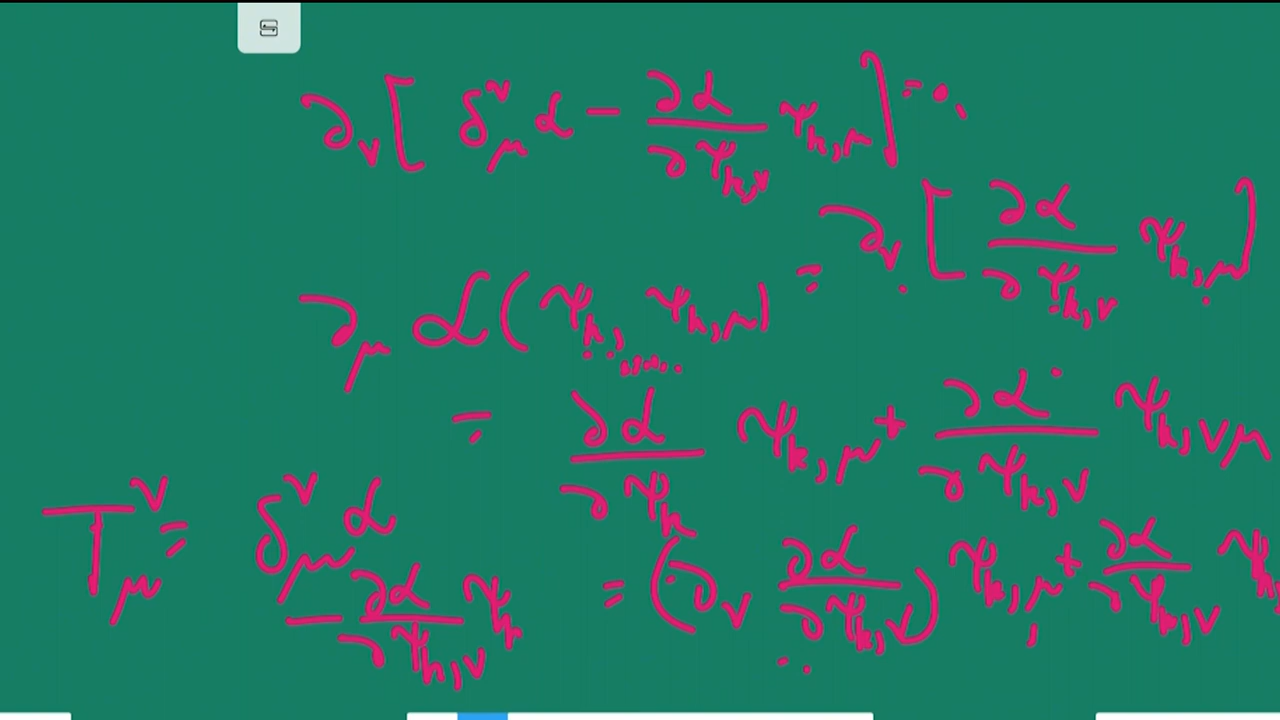 ∂_ν [ δ^ν_μ ℒ − ∂ℒ/∂Ψ_{k,ν} Ψ_{k,μ} ] = 0.
∂_μ ℒ ( Ψ_k, Ψ_{k,μ} ) = ∂_ν [ ∂ℒ/∂Ψ_{k,ν} Ψ_{k,μ} ]
= ∂ℒ/∂Ψ_k Ψ_{k,μ} + ∂ℒ/∂Ψ_{k,ν} Ψ_{k,νμ}
= ( ∂_ν ∂ℒ/∂Ψ_{k,ν} ) Ψ_{k,μ} + ∂ℒ/∂Ψ_{k,ν} Ψ_k,
T^ν_μ = δ^ν_μ ℒ
− ∂ℒ/∂Ψ_{k,ν} Ψ_k